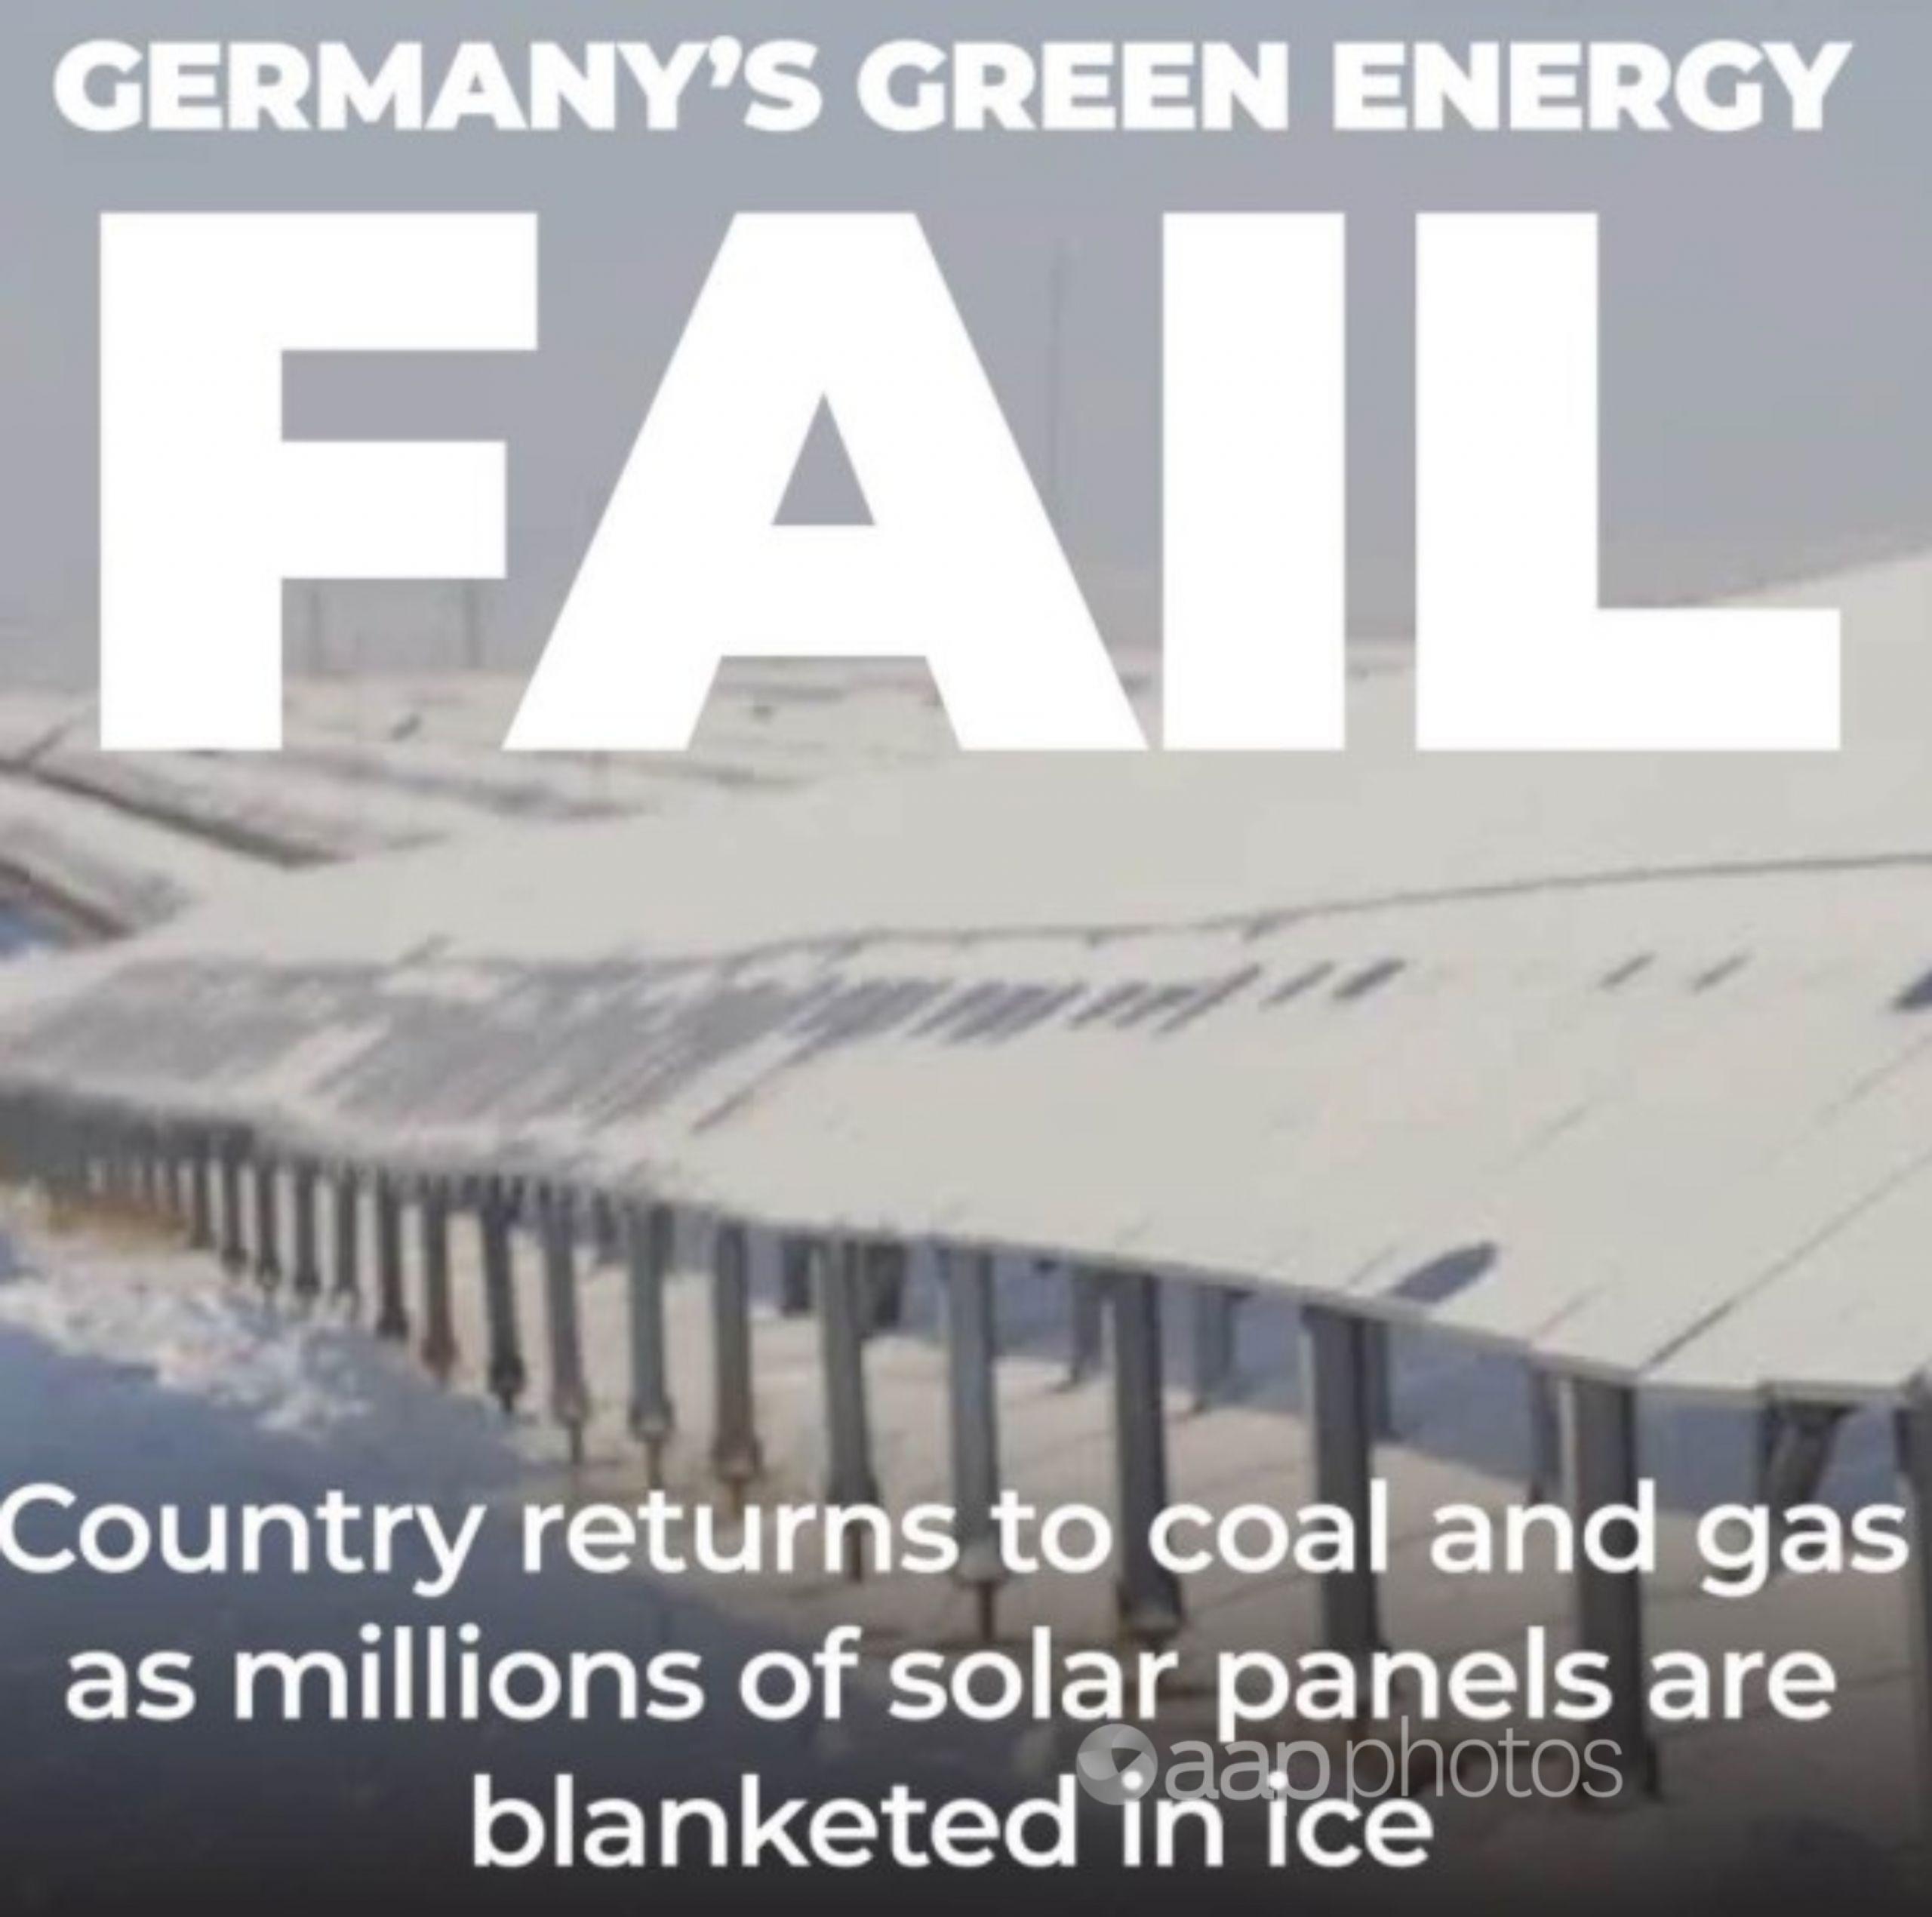 GERMANY'S GREEN ENERGY
FAIL
Country returns to coal and gas
as millions of solar panels are
aap photos
blanketed in ice